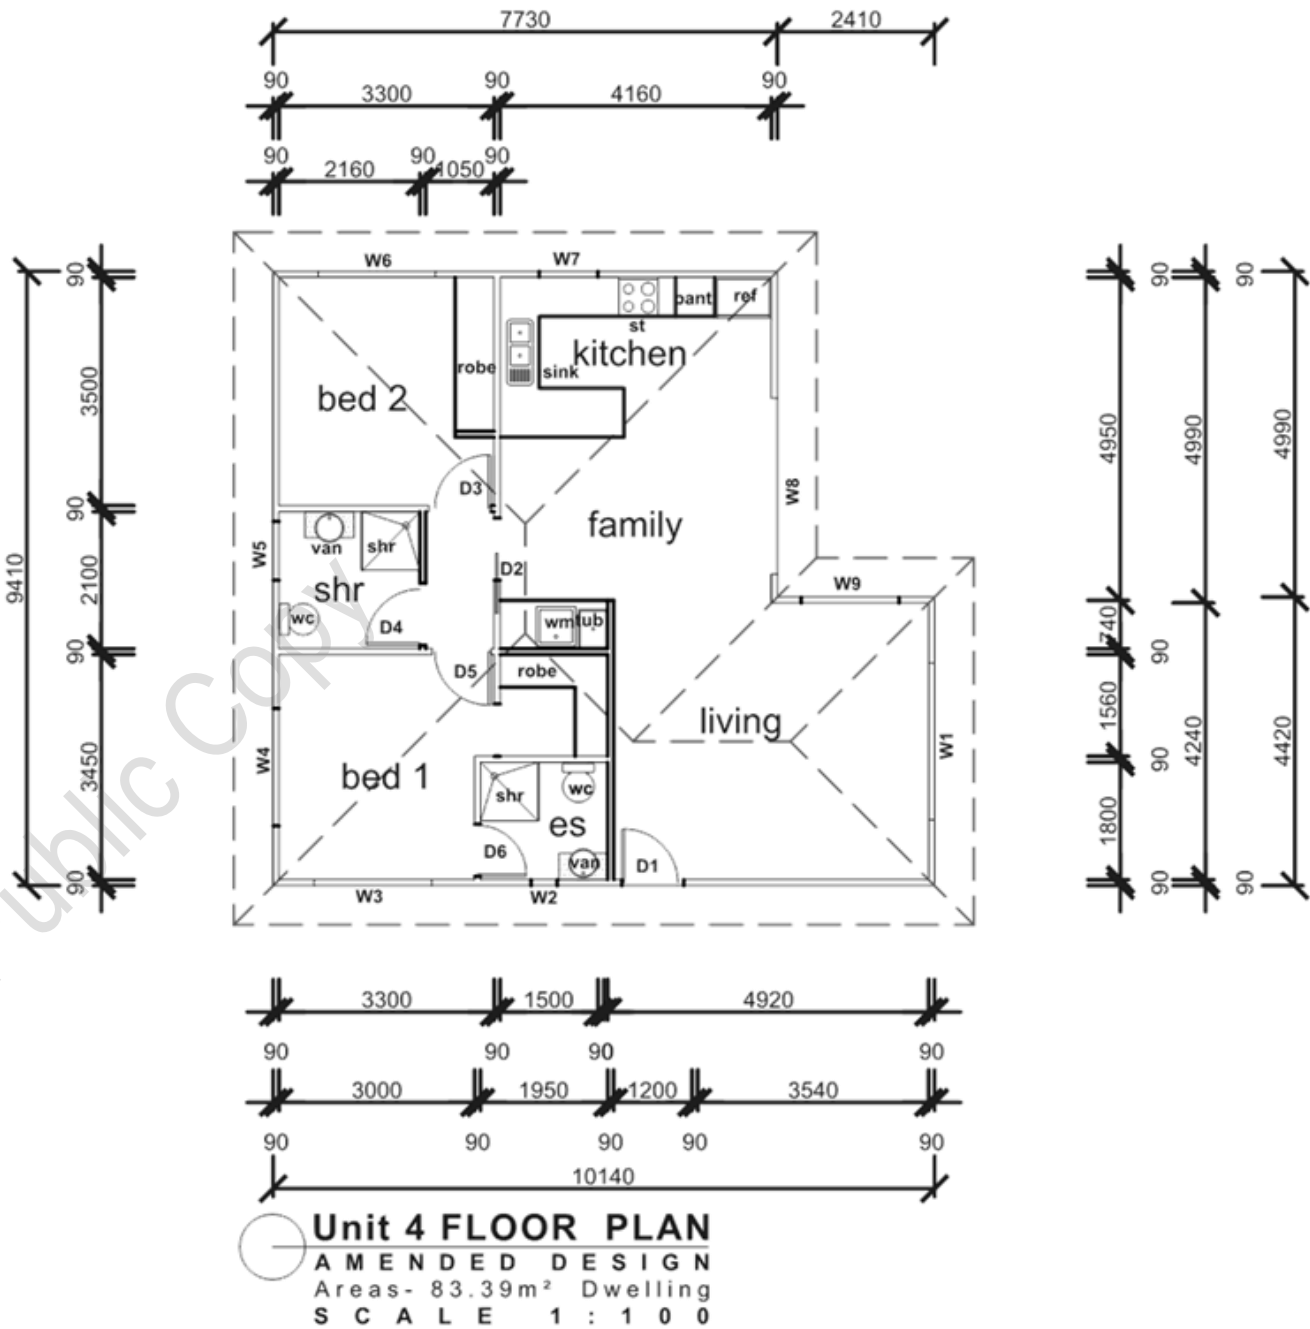 7730 2410
90 90 90
3300 4160
90 90 90
2160 1050
W6 W7
bant ref
st
kitchen
robe sink
bed 2
D3
W8
family
van shr
W5
shr
D2
W9
wc
D4
wm tub
D5 robe
living
W4
bed 1
W1
shr wc
es
D6
van D1
W3 W2
9410
90
3500
90
2100
90
3450
90
90
4950
740
90
1560
90
1800
90
90
4990
4240
90
4990
4420
ublic Copy
3300 1500 4920
90 90 90 90
3000 1950 1200 3540
90 90 90 90 90
10140
Unit 4 FLOOR PLAN
AMENDED DESIGN
Areas- 83.39m² Dwelling
SCALE 1:100